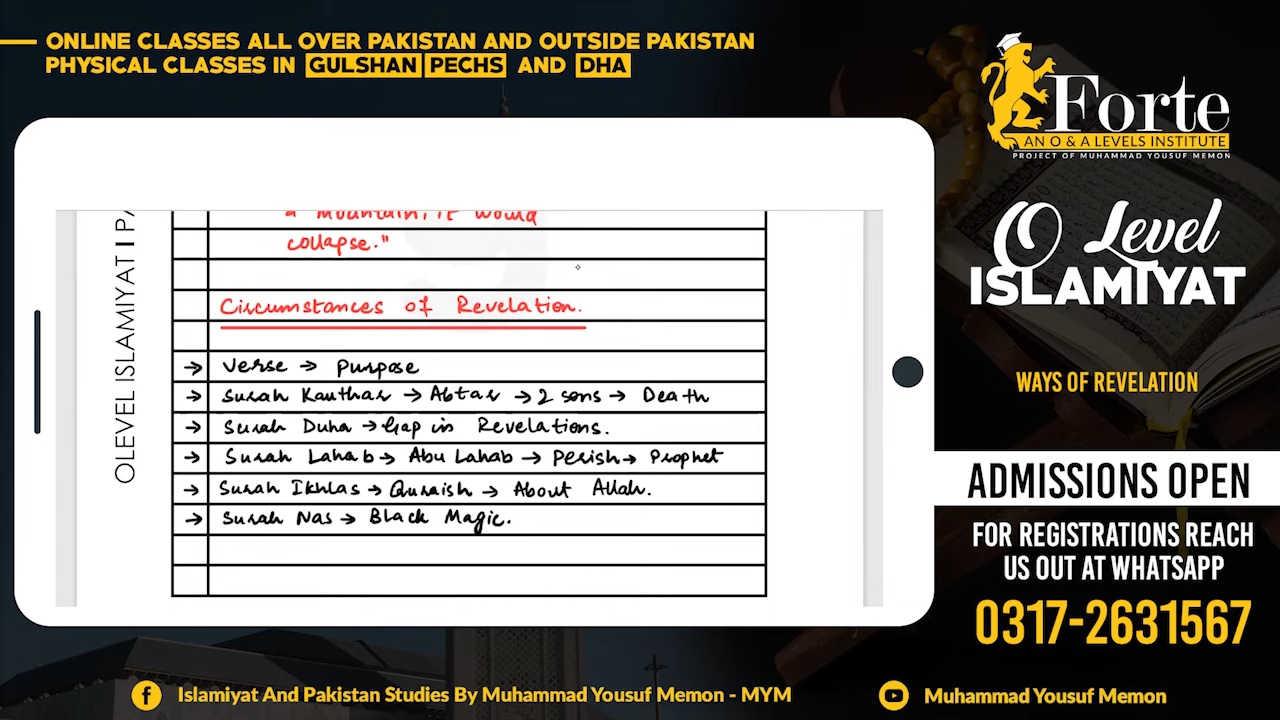 ONLINE CLASSES ALL OVER PAKISTAN AND OUTSIDE PAKISTAN
PHYSICAL CLASSES IN GULSHAN PECHS AND DHA
Forte
AN O & A LEVELS INSTITUTE
PROJECT OF MUHAMMAD YOUSUF MEMON
O Level
ISLAMIYAT
WAYS OF REVELATION
ADMISSIONS OPEN
FOR REGISTRATIONS REACH
US OUT AT WHATSAPP
0317-2631567
OLEVEL ISLAMIYAT I PA
a mountain, it would
collapse."
Circumstances of Revelation.
→ Verse → Purpose
→ Surah Kauthar → Abtar → 2 sons → Death
→ Surah Duha → Gap in Revelations.
→ Surah Lahab → Abu Lahab → Perish → Prophet
→ Surah Ikhlas → Quraish → About Allah.
→ Surah Nas → Black Magic.
Islamiyat And Pakistan Studies By Muhammad Yousuf Memon - MYM
Muhammad Yousuf Memon